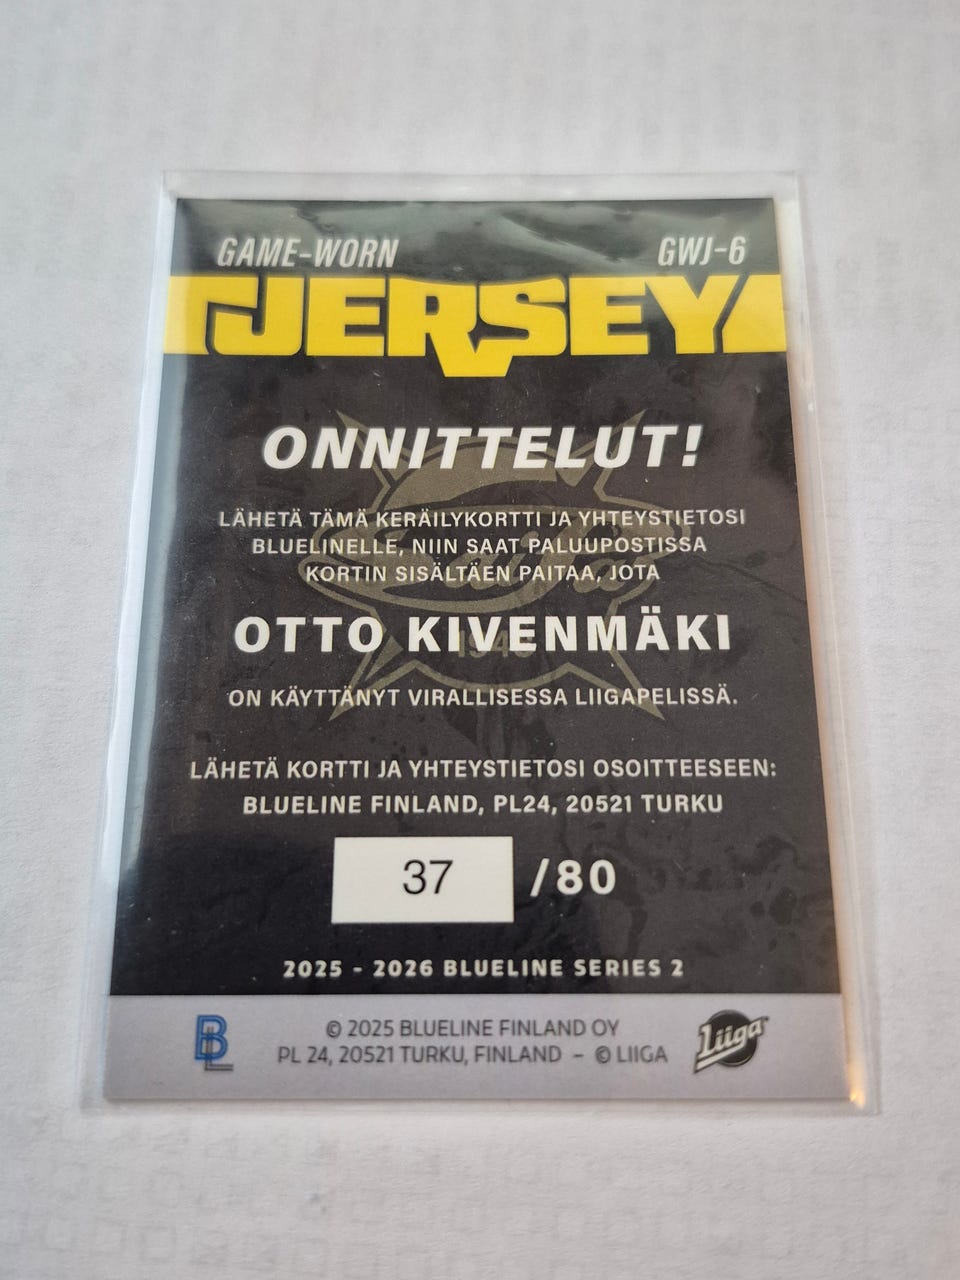 GAME-WORN
GWJ-6
JERSEY
ONNITTELUT!
LÄHETÄ TÄMÄ KERÄILYKORTTI JA YHTEYSTIETOSI
BLUELINELLE, NIIN SAAT PALUUPOSTISSA
KORTIN SISÄLTÄEN PAITAA, JOTA
OTTO KIVENMÄKI
ON KÄYTTÄNYT VIRALLISESSA LIIGAPELISSÄ.
LÄHETÄ KORTTI JA YHTEYSTIETOSI OSOITTEESEEN:
BLUELINE FINLAND, PL24, 20521 TURKU
37 /80
2025 - 2026 BLUELINE SERIES 2
BL
© 2025 BLUELINE FINLAND OY
PL 24, 20521 TURKU, FINLAND - © LIIGA
Liiga